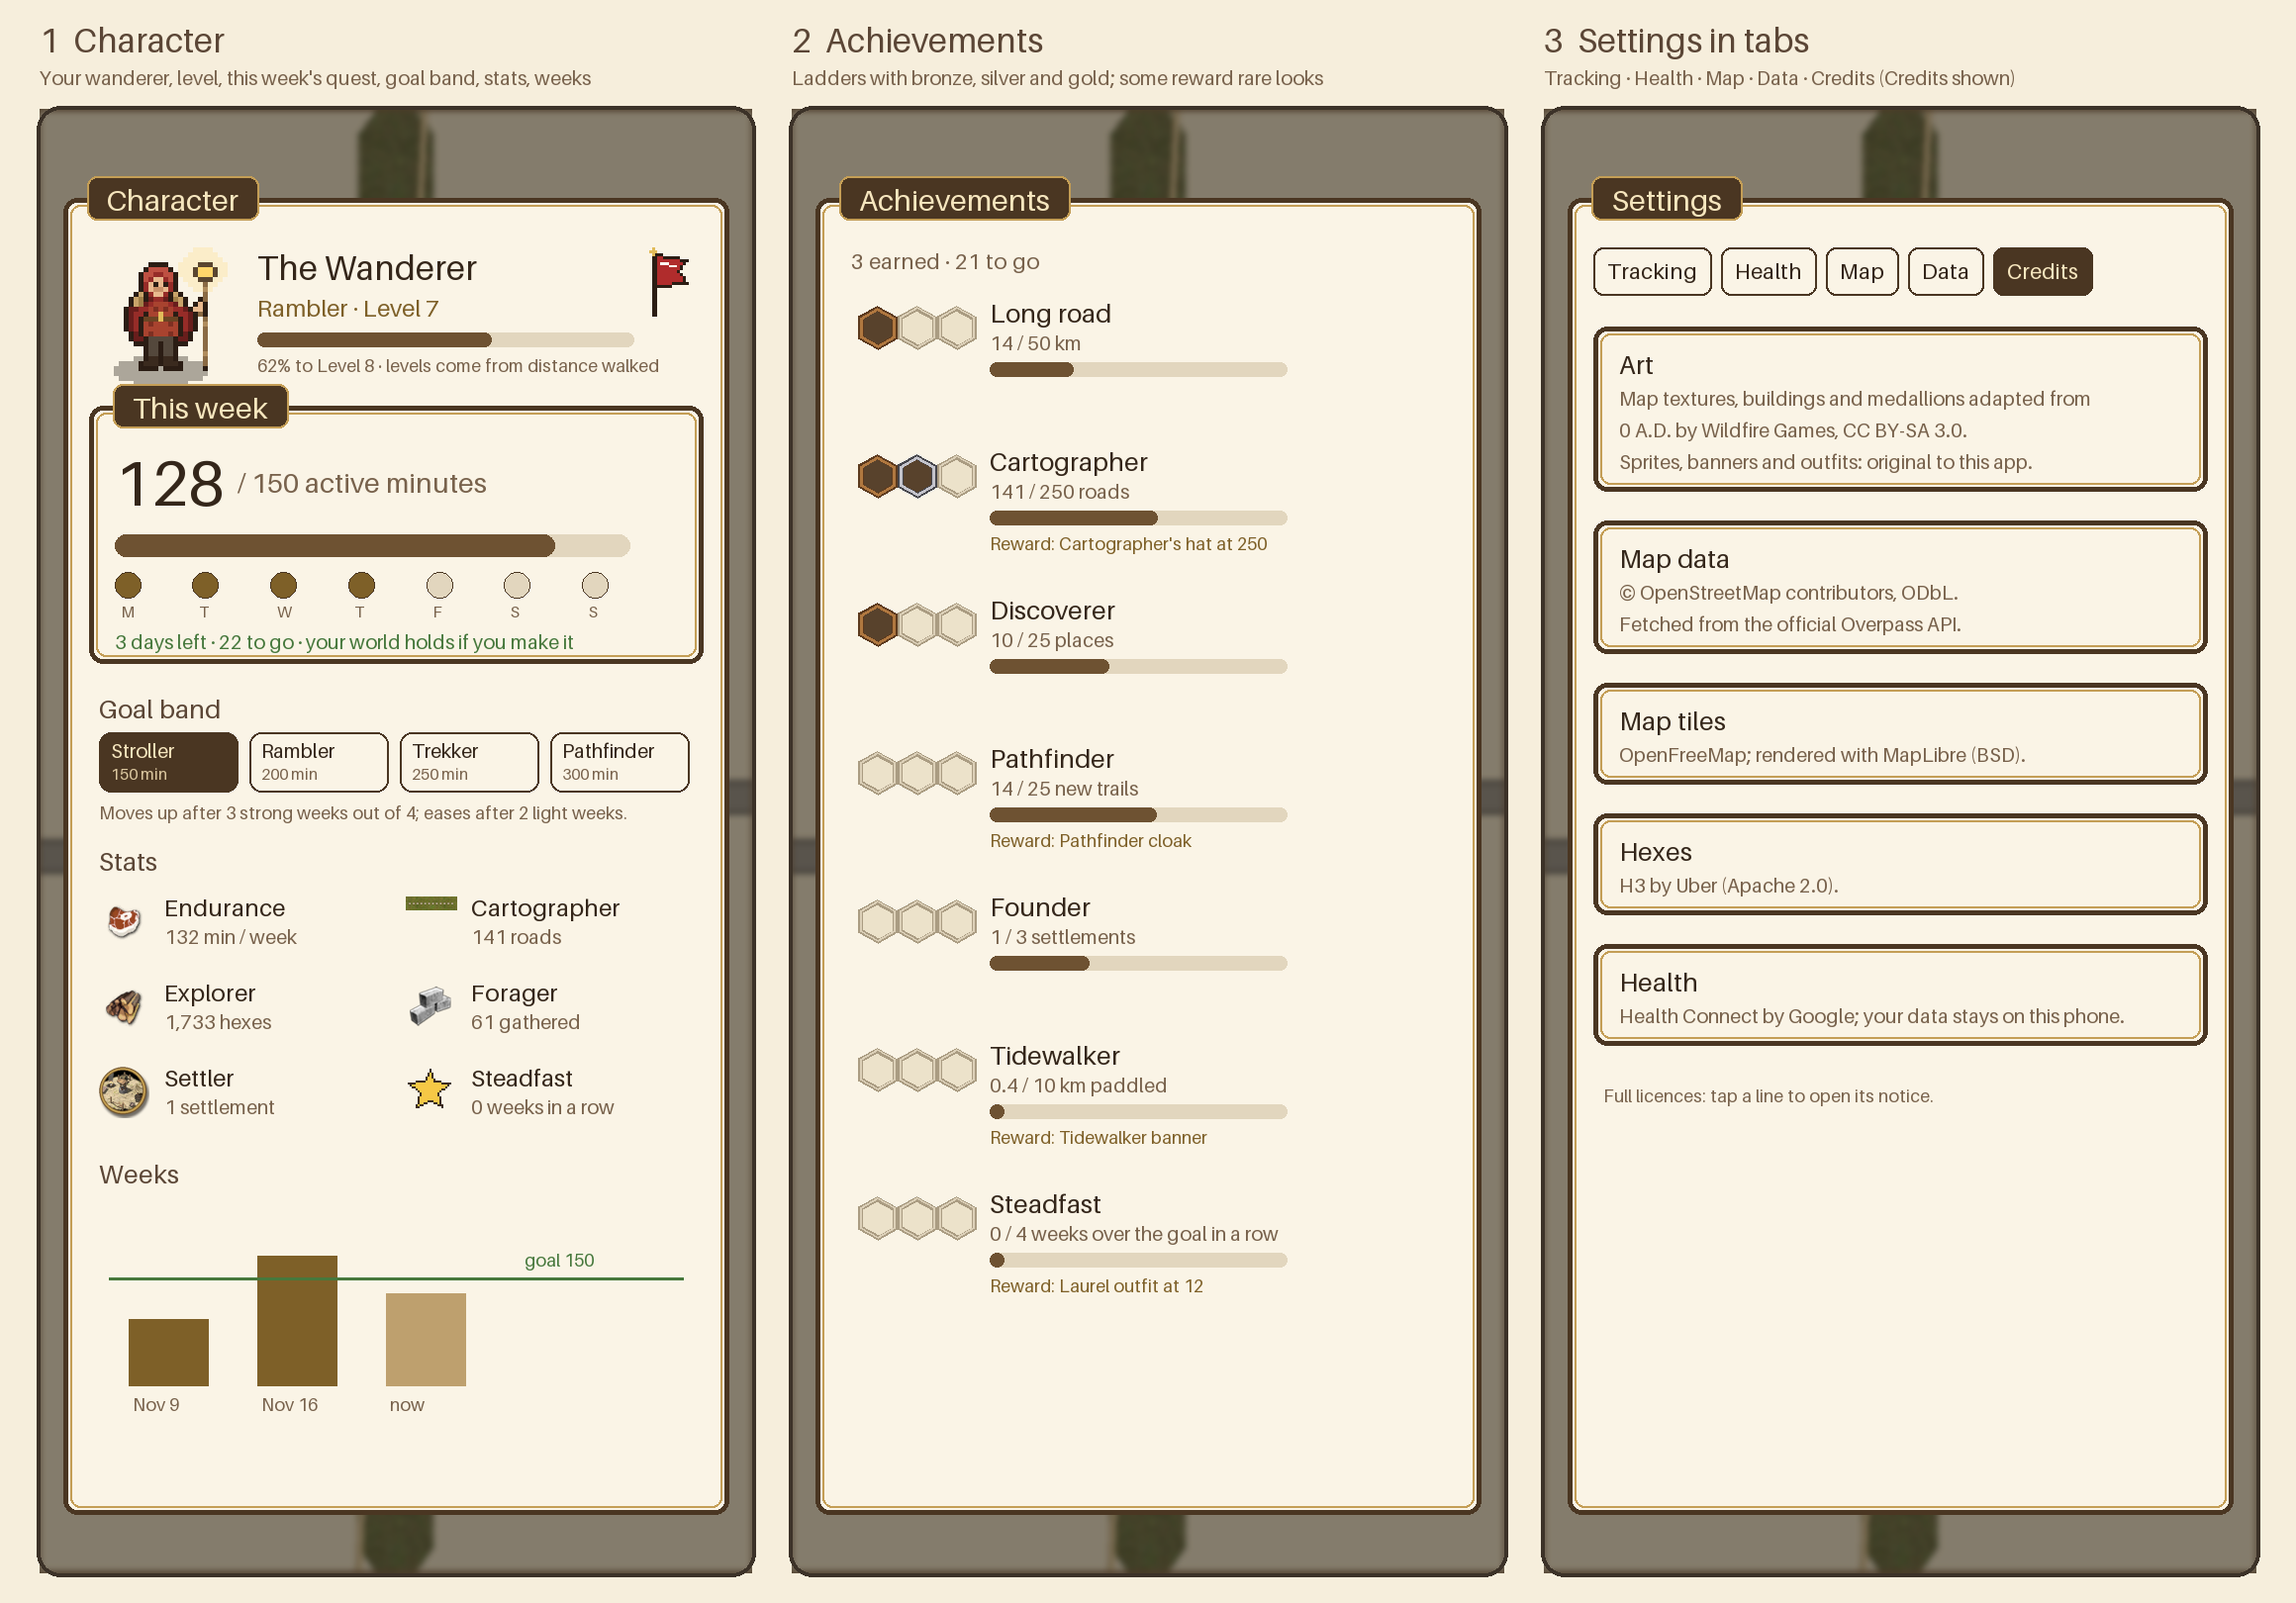 1 Character
Your wanderer, level, this week's quest, goal band, stats, weeks
Character
The Wanderer
Rambler · Level 7
62% to Level 8 · levels come from distance walked
This week
128 / 150 active minutes
M T W T F S S
3 days left · 22 to go · your world holds if you make it
Goal band
Stroller Rambler Trekker Pathfinder
150 min 200 min 250 min 300 min
Moves up after 3 strong weeks out of 4; eases after 2 light weeks.
Stats
Endurance Cartographer
132 min / week 141 roads
Explorer Forager
1,733 hexes 61 gathered
Settler Steadfast
1 settlement 0 weeks in a row
Weeks
goal 150
Nov 9 Nov 16 now
2 Achievements
Ladders with bronze, silver and gold; some reward rare looks
Achievements
3 earned · 21 to go
Long road
14 / 50 km
Cartographer
141 / 250 roads
Reward: Cartographer's hat at 250
Discoverer
10 / 25 places
Pathfinder
14 / 25 new trails
Reward: Pathfinder cloak
Founder
1 / 3 settlements
Tidewalker
0.4 / 10 km paddled
Reward: Tidewalker banner
Steadfast
0 / 4 weeks over the goal in a row
Reward: Laurel outfit at 12
3 Settings in tabs
Tracking · Health · Map · Data · Credits (Credits shown)
Settings
Tracking Health Map Data Credits
Art
Map textures, buildings and medallions adapted from
0 A.D. by Wildfire Games, CC BY-SA 3.0.
Sprites, banners and outfits: original to this app.
Map data
© OpenStreetMap contributors, ODbL.
Fetched from the official Overpass API.
Map tiles
OpenFreeMap; rendered with MapLibre (BSD).
Hexes
H3 by Uber (Apache 2.0).
Health
Health Connect by Google; your data stays on this phone.
Full licences: tap a line to open its notice.